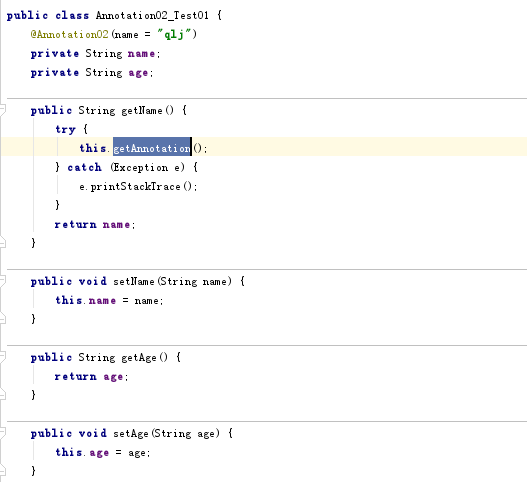 public class Annotation02_Test01 {
    @Annotation02(name = "qlj")
    private String name;
    private String age;
    public String getName() {
        try {
            this.getAnnotation();
        } catch (Exception e) {
            e.printStackTrace();
        }
        return name;
    }
    public void setName(String name) {
        this.name = name;
    }
    public String getAge() {
        return age;
    }
    public void setAge(String age) {
        this.age = age;
    }